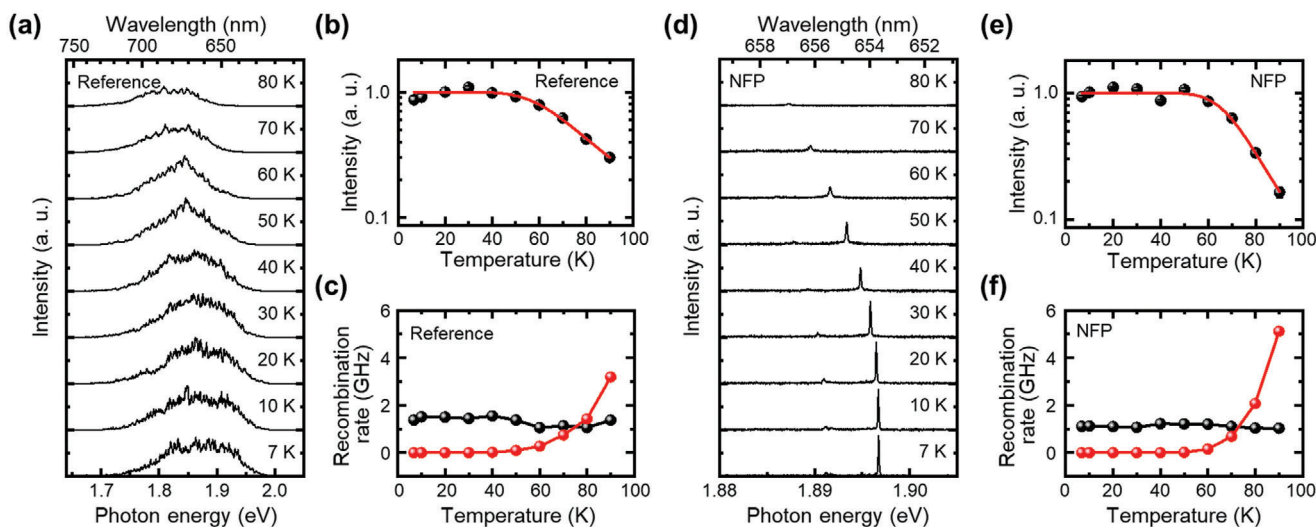 (a)
Wavelength (nm)
750 700 650
Reference
80 K
70 K
60 K
50 K
40 K
30 K
20 K
10 K
7 K
Intensity (a. u.)
1.7 1.8 1.9 2.0
Photon energy (eV)
(b)
Reference
1.0
0.1
Intensity (a. u.)
0 20 40 60 80 100
Temperature (K)
(c)
Reference
6
4
2
0
Recombination
rate (GHz)
0 20 40 60 80 100
Temperature (K)
(d)
Wavelength (nm)
658 656 654 652
NFP
80 K
70 K
60 K
50 K
40 K
30 K
20 K
10 K
7 K
Intensity (a. u.)
1.88 1.89 1.90
Photon energy (eV)
(e)
NFP
1.0
0.1
Intensity (a. u.)
0 20 40 60 80 100
Temperature (K)
(f)
NFP
6
4
2
0
Recombination
rate (GHz)
0 20 40 60 80 100
Temperature (K)